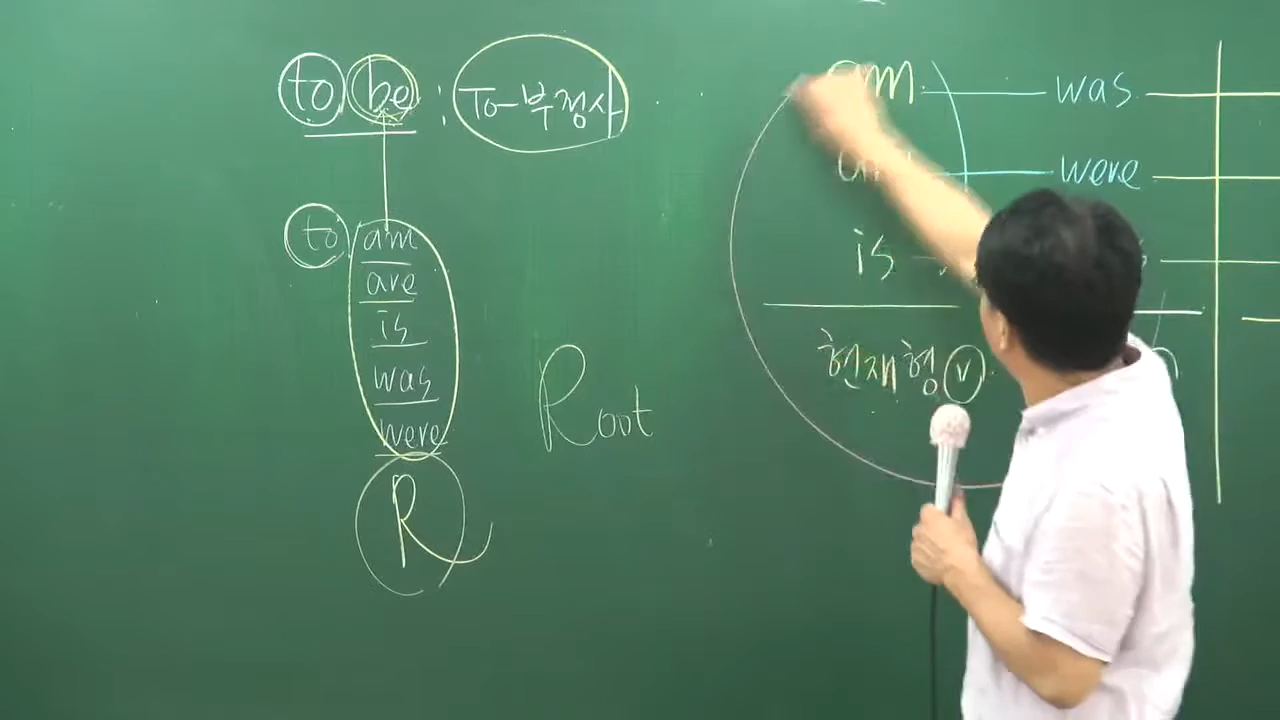 to be : To-부정사
to am
are
is
was
were
R
Root
am was
were
is
현재형 v